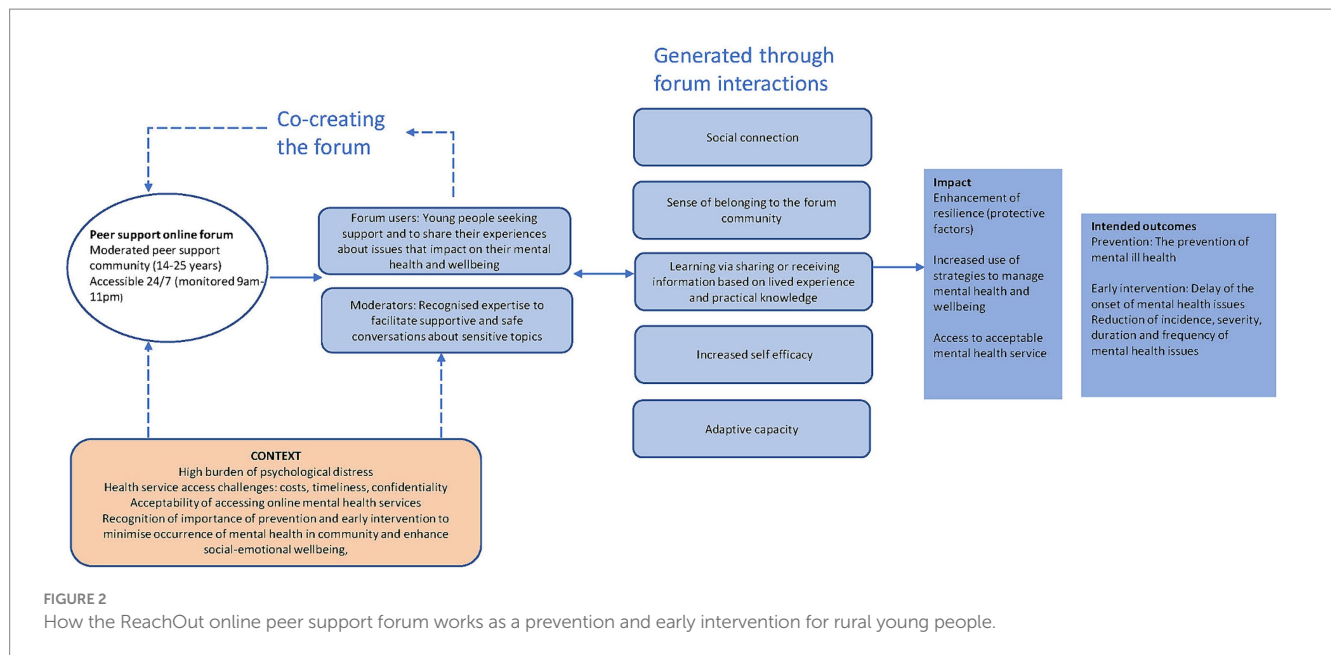 Generated through
forum interactions
Co-creating
the forum
Peer support online forum
Moderated peer support
community (14-25 years)
Accessible 24/7 (monitored 9am-
11pm)
Forum users: Young people seeking
support and to share their experiences
about issues that impact on their mental
health and wellbeing
Moderators: Recognised expertise to
facilitate supportive and safe
conversations about sensitive topics
Social connection
Sense of belonging to the forum
community
Learning via sharing or receiving
information based on lived experience
and practical knowledge
Increased self efficacy
Adaptive capacity
Impact
Enhancement of
resilience (protective
factors)
Increased use of
strategies to manage
mental health and
wellbeing
Access to acceptable
mental health service
Intended outcomes
Prevention: The prevention of
mental ill health
Early intervention: Delay of the
onset of mental health issues
Reduction of incidence, severity,
duration and frequency of
mental health issues
CONTEXT
High burden of psychological distress
Health service access challenges: costs, timeliness, confidentiality
Acceptability of accessing online mental health services
Recognition of importance of prevention and early intervention to
minimise occurrence of mental health in community and enhance
social-emotional wellbeing,
FIGURE 2
How the ReachOut online peer support forum works as a prevention and early intervention for rural young people.